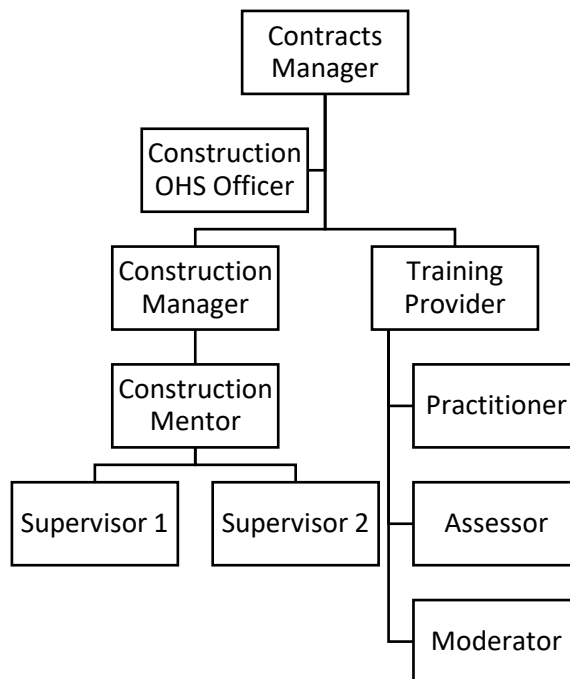 Contracts
Manager
Construction
OHS Officer
Construction
Manager
Training
Provider
Construction
Mentor
Practitioner
Supervisor 1
Supervisor 2
Assessor
Moderator